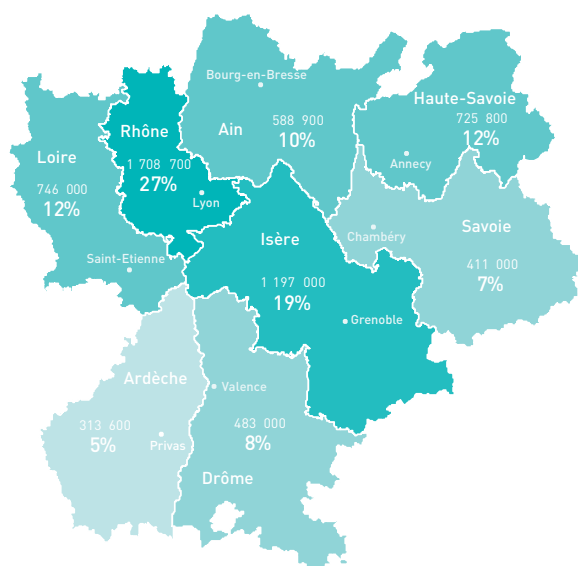 Bourg-en-Bresse
Ain
588 900
10%
Haute-Savoie
725 800
12%
Annecy
Rhône
1 708 700
27%
Lyon
Loire
746 000
12%
Saint-Etienne
Isère
1 197 000
19%
Grenoble
Chambéry
Savoie
411 000
7%
Ardèche
313 600
5%
Privas
Valence
483 000
8%
Drôme